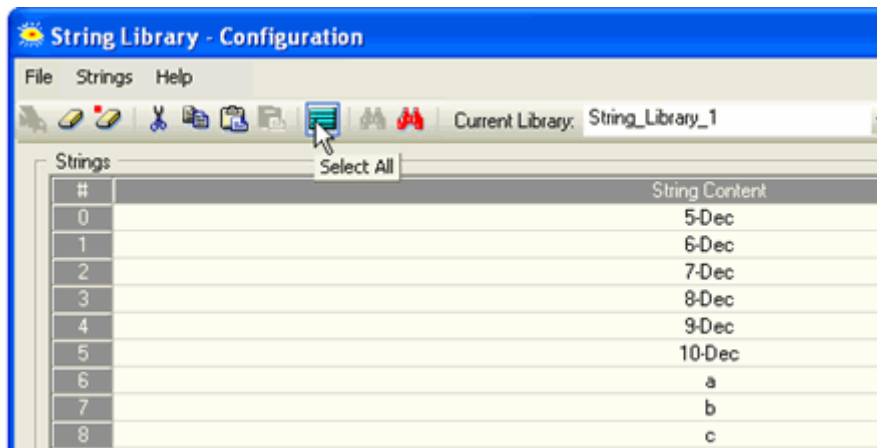 String Library - Configuration
File Strings Help
Current Library: String_Library_1
Select All
Strings
# String Content
0 5-Dec
1 6-Dec
2 7-Dec
3 8-Dec
4 9-Dec
5 10-Dec
6 a
7 b
8 c